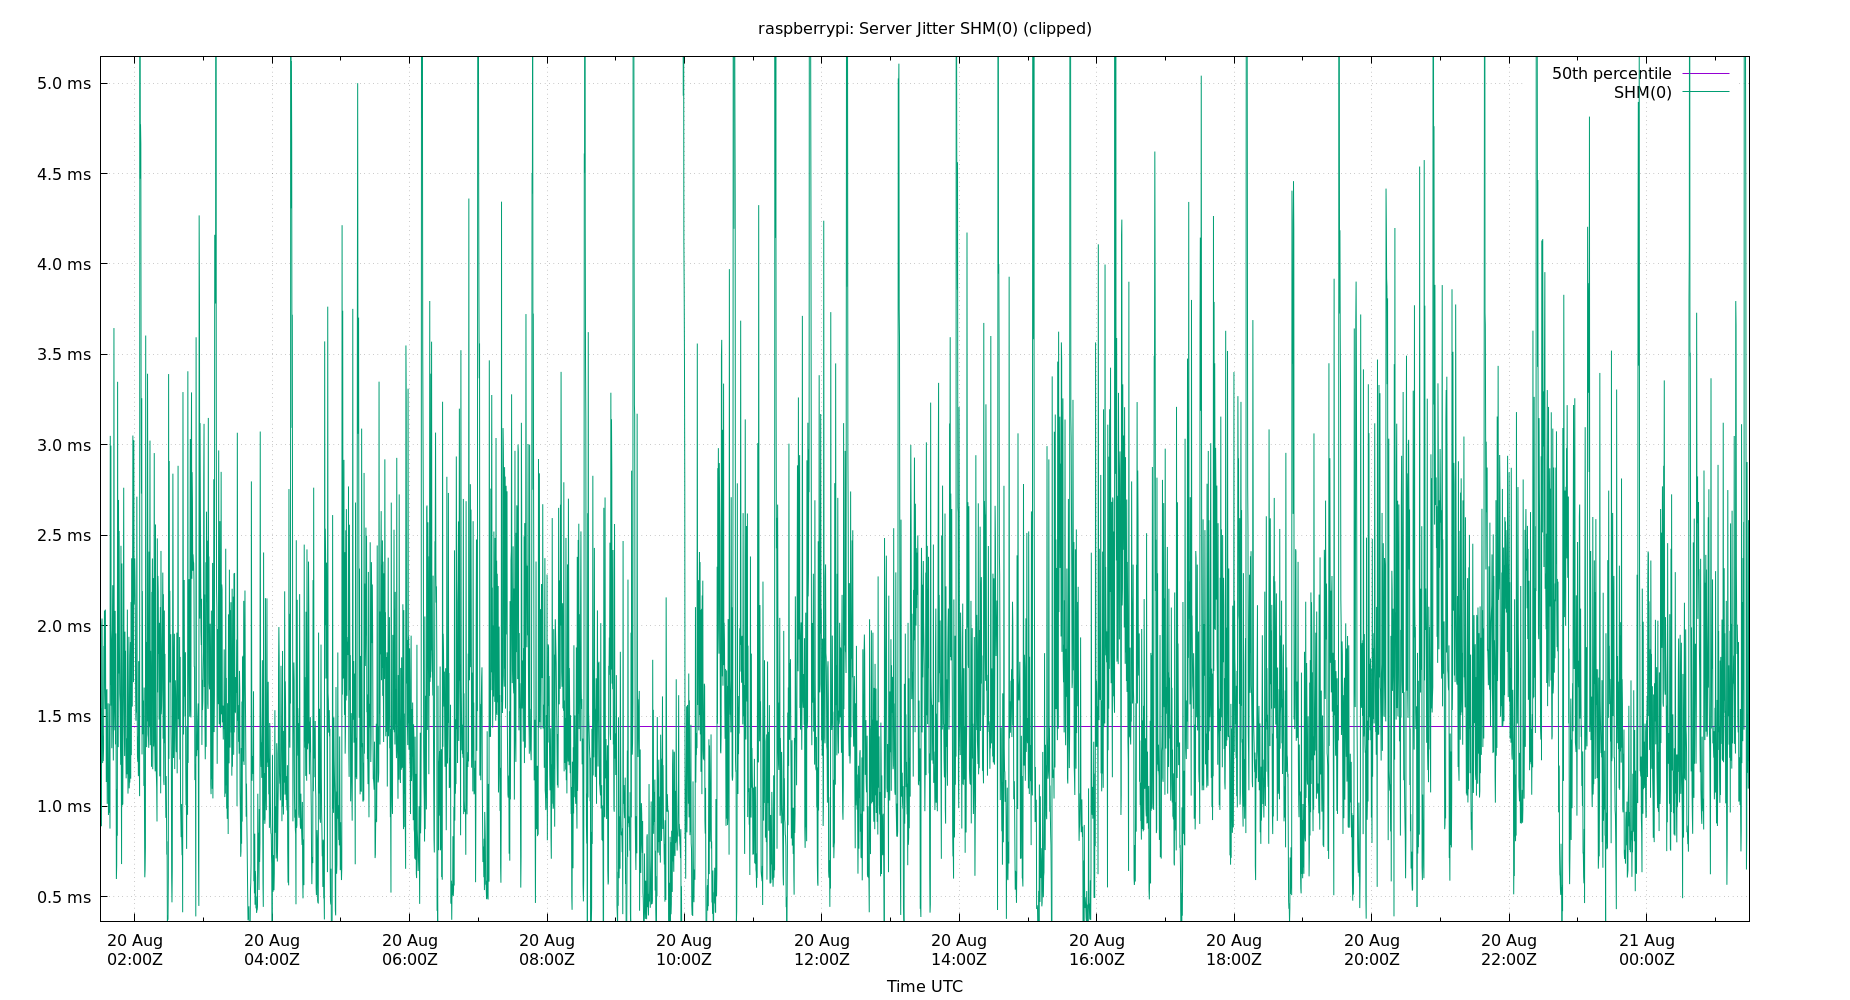 raspberrypi: Server Jitter SHM(0) (clipped)
50th percentile
SHM(0)
5.0 ms
4.5 ms
4.0 ms
3.5 ms
3.0 ms
2.5 ms
2.0 ms
1.5 ms
1.0 ms
0.5 ms
20 Aug 20 Aug 20 Aug 20 Aug 20 Aug 20 Aug 20 Aug 20 Aug 20 Aug 20 Aug 20 Aug 21 Aug
02:00Z 04:00Z 06:00Z 08:00Z 10:00Z 12:00Z 14:00Z 16:00Z 18:00Z 20:00Z 22:00Z 00:00Z
Time UTC